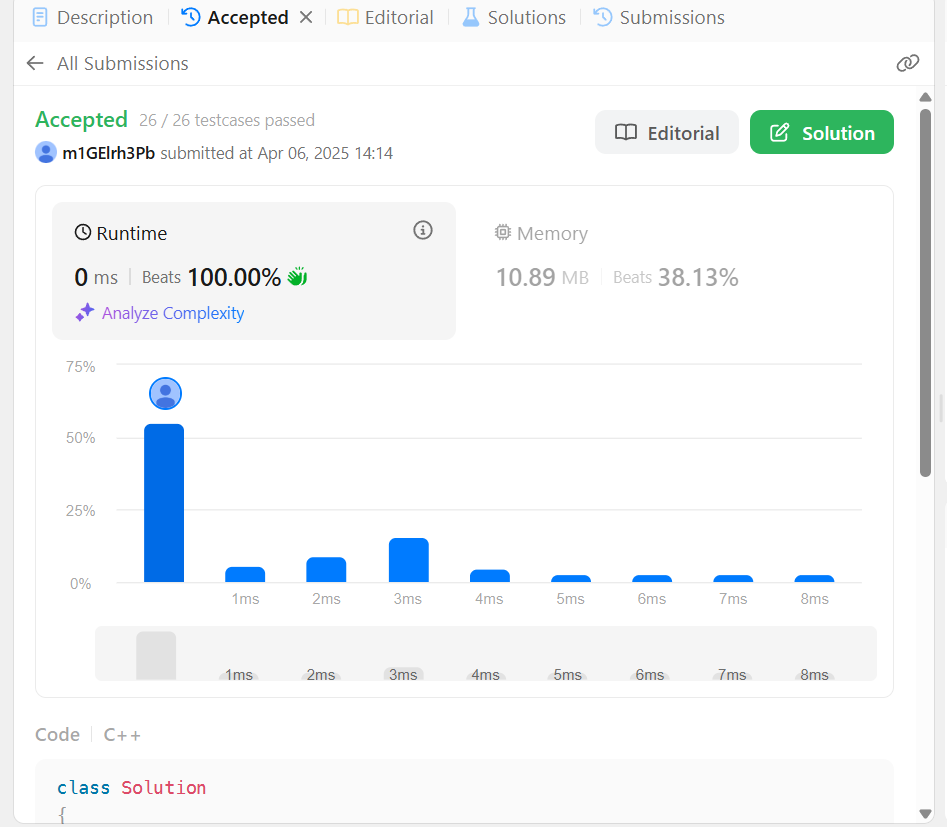 Description Accepted Editorial Solutions Submissions
All Submissions
Accepted 26 / 26 testcases passed
Editorial
Solution
m1GElrh3Pb submitted at Apr 06, 2025 14:14
Runtime
0 ms Beats 100.00%
Analyze Complexity
Memory
10.89 MB Beats 38.13%
75%
50%
25%
0%
1ms 2ms 3ms 4ms 5ms 6ms 7ms 8ms
1ms 2ms 3ms 4ms 5ms 6ms 7ms 8ms
Code C++
class Solution
{